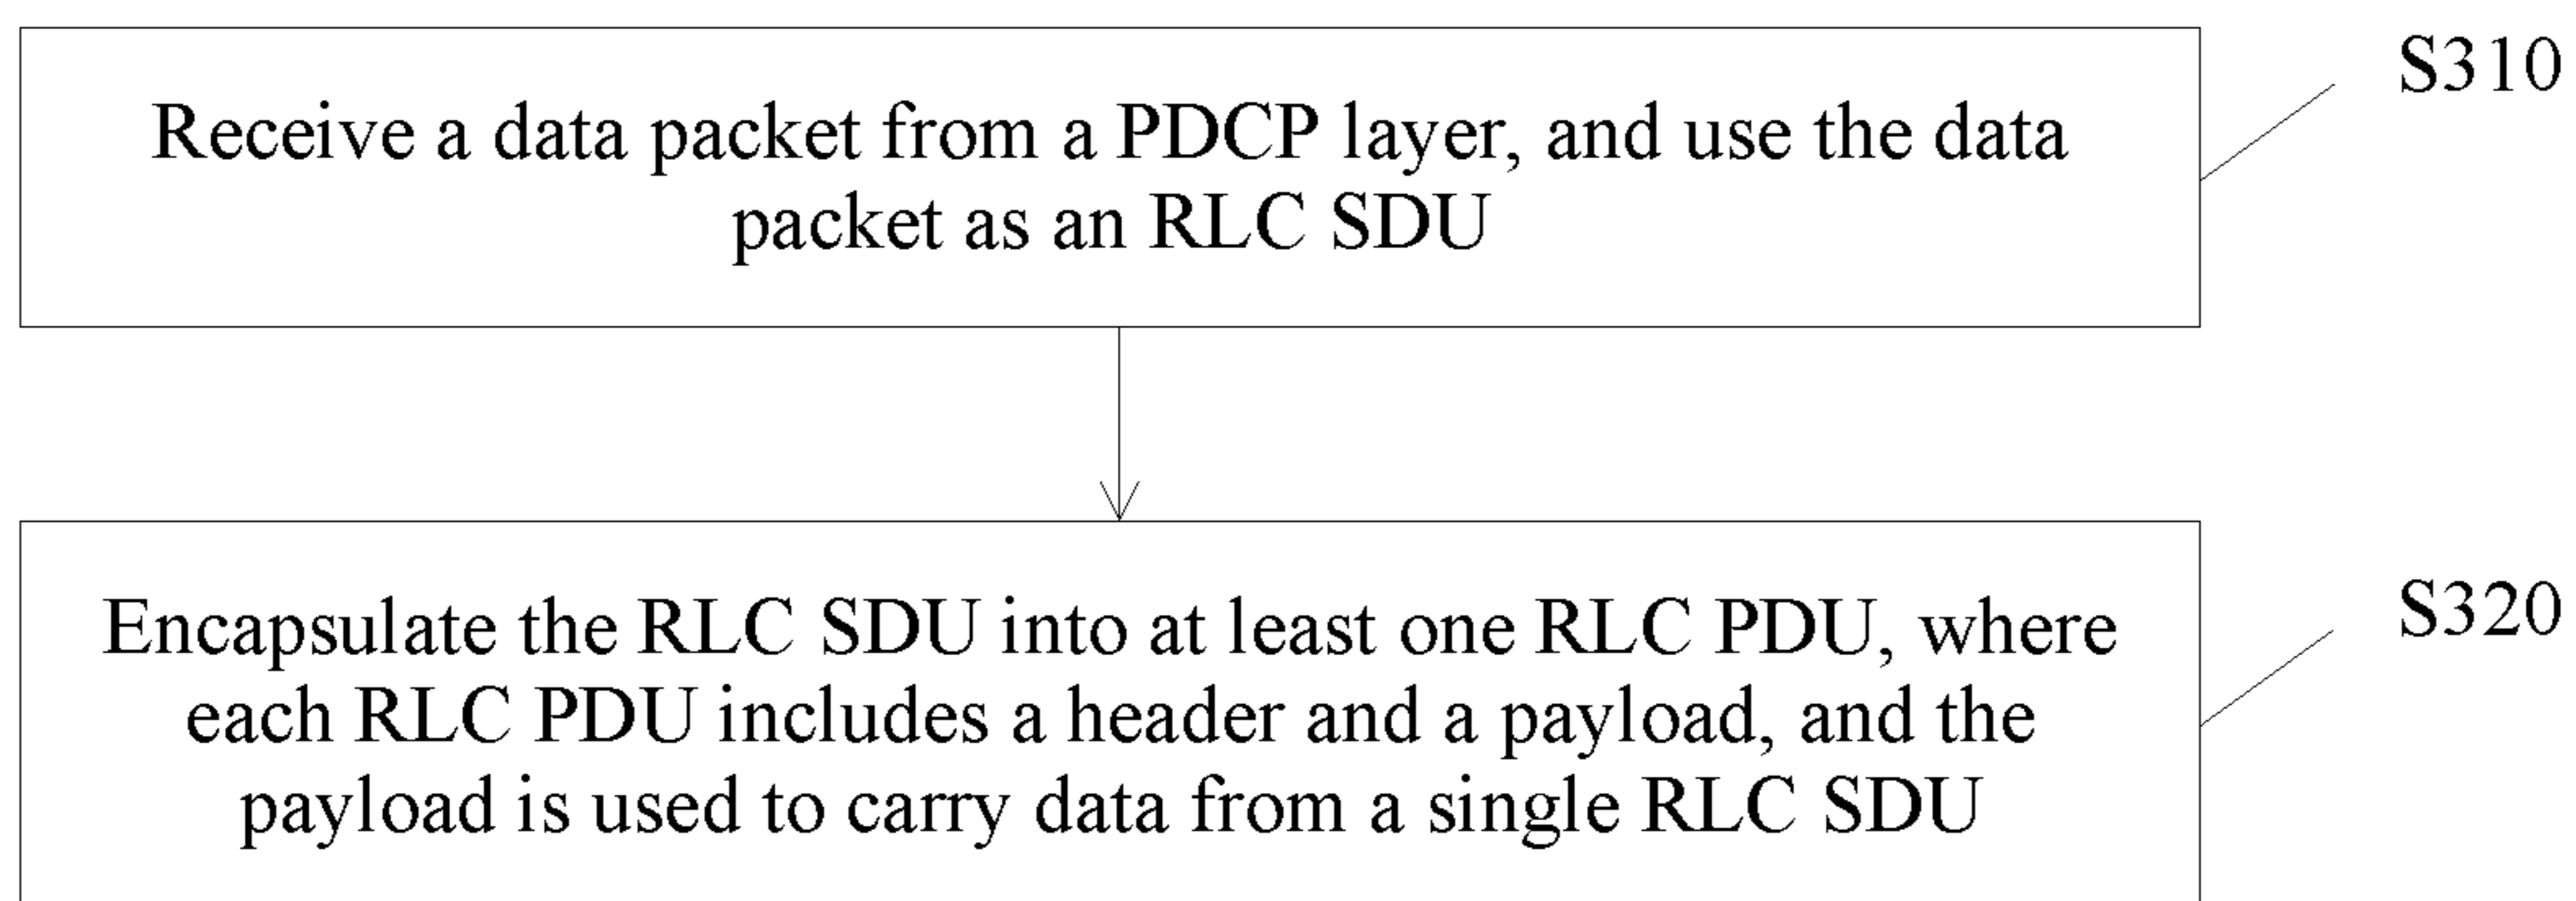 Receive a data packet from a PDCP layer, and use the data
packet as an RLC SDU
S310
Encapsulate the RLC SDU into at least one RLC PDU, where
each RLC PDU includes a header and a payload, and the
payload is used to carry data from a single RLC SDU
S320